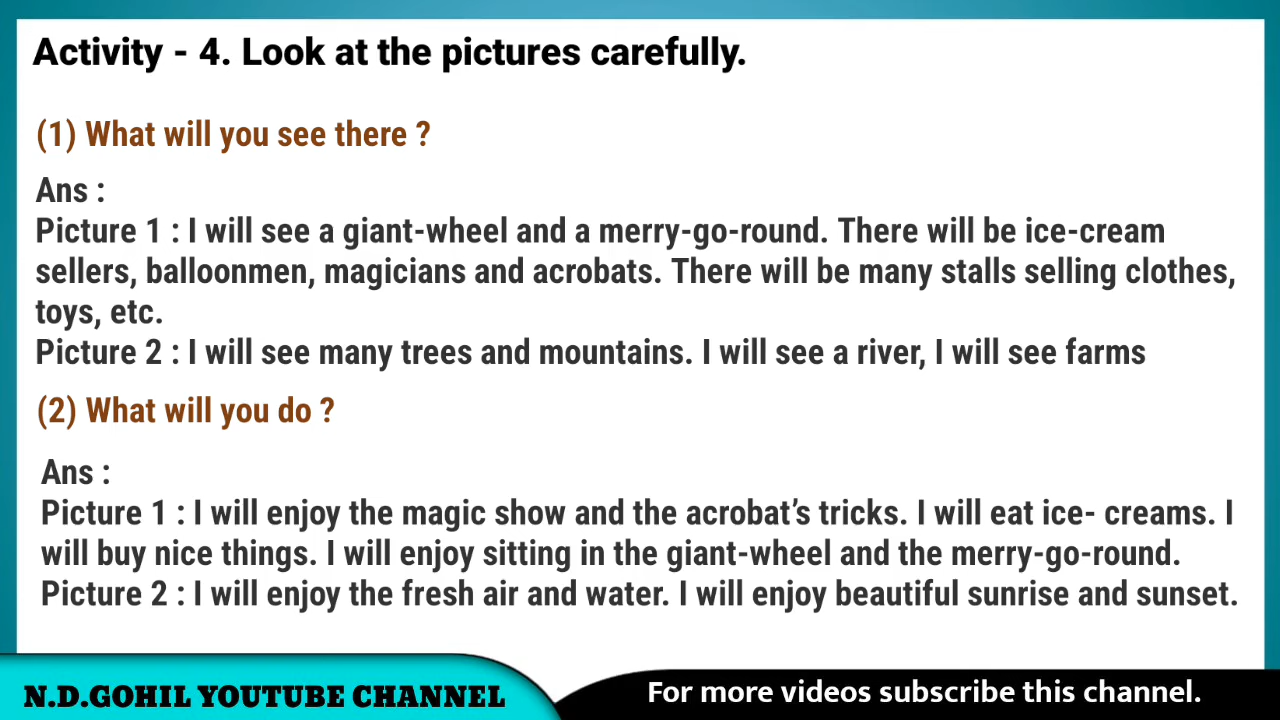 Activity - 4. Look at the pictures carefully.
(1) What will you see there ?
Ans :
Picture 1 : I will see a giant-wheel and a merry-go-round. There will be ice-cream
sellers, balloonmen, magicians and acrobats. There will be many stalls selling clothes,
toys, etc.
Picture 2 : I will see many trees and mountains. I will see a river, I will see farms
(2) What will you do ?
Ans :
Picture 1 : I will enjoy the magic show and the acrobat’s tricks. I will eat ice- creams. I
will buy nice things. I will enjoy sitting in the giant-wheel and the merry-go-round.
Picture 2 : I will enjoy the fresh air and water. I will enjoy beautiful sunrise and sunset.
N.D.GOHIL YOUTUBE CHANNEL
For more videos subscribe this channel.